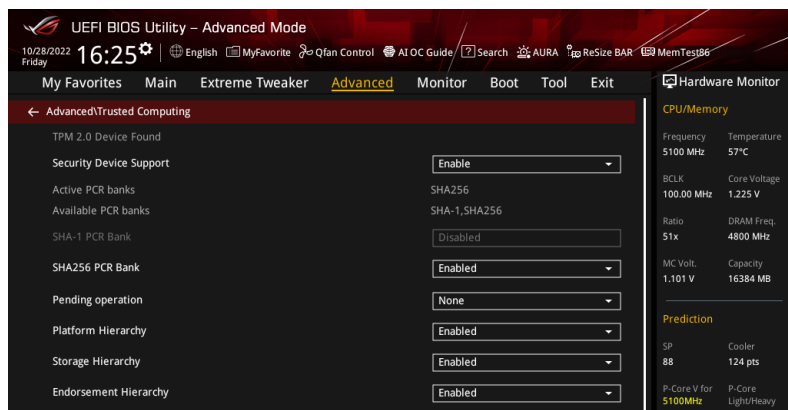 UEFI BIOS Utility – Advanced Mode
10/28/2022 Friday 16:25 English MyFavorite Qfan Control AI OC Guide Search AURA ReSize BAR MemTest86
My Favorites Main Extreme Tweaker Advanced Monitor Boot Tool Exit
Hardware Monitor
← Advanced\Trusted Computing
TPM 2.0 Device Found
Security Device Support Enable
Active PCR banks SHA256
Available PCR banks SHA-1,SHA256
SHA-1 PCR Bank Disabled
SHA256 PCR Bank Enabled
Pending operation None
Platform Hierarchy Enabled
Storage Hierarchy Enabled
Endorsement Hierarchy Enabled
CPU/Memory
Frequency Temperature
5100 MHz 57°C
BCLK Core Voltage
100.00 MHz 1.225 V
Ratio DRAM Freq.
51x 4800 MHz
MC Volt. Capacity
1.101 V 16384 MB
Prediction
SP Cooler
88 124 pts
P-Core V for P-Core
5100MHz Light/Heavy